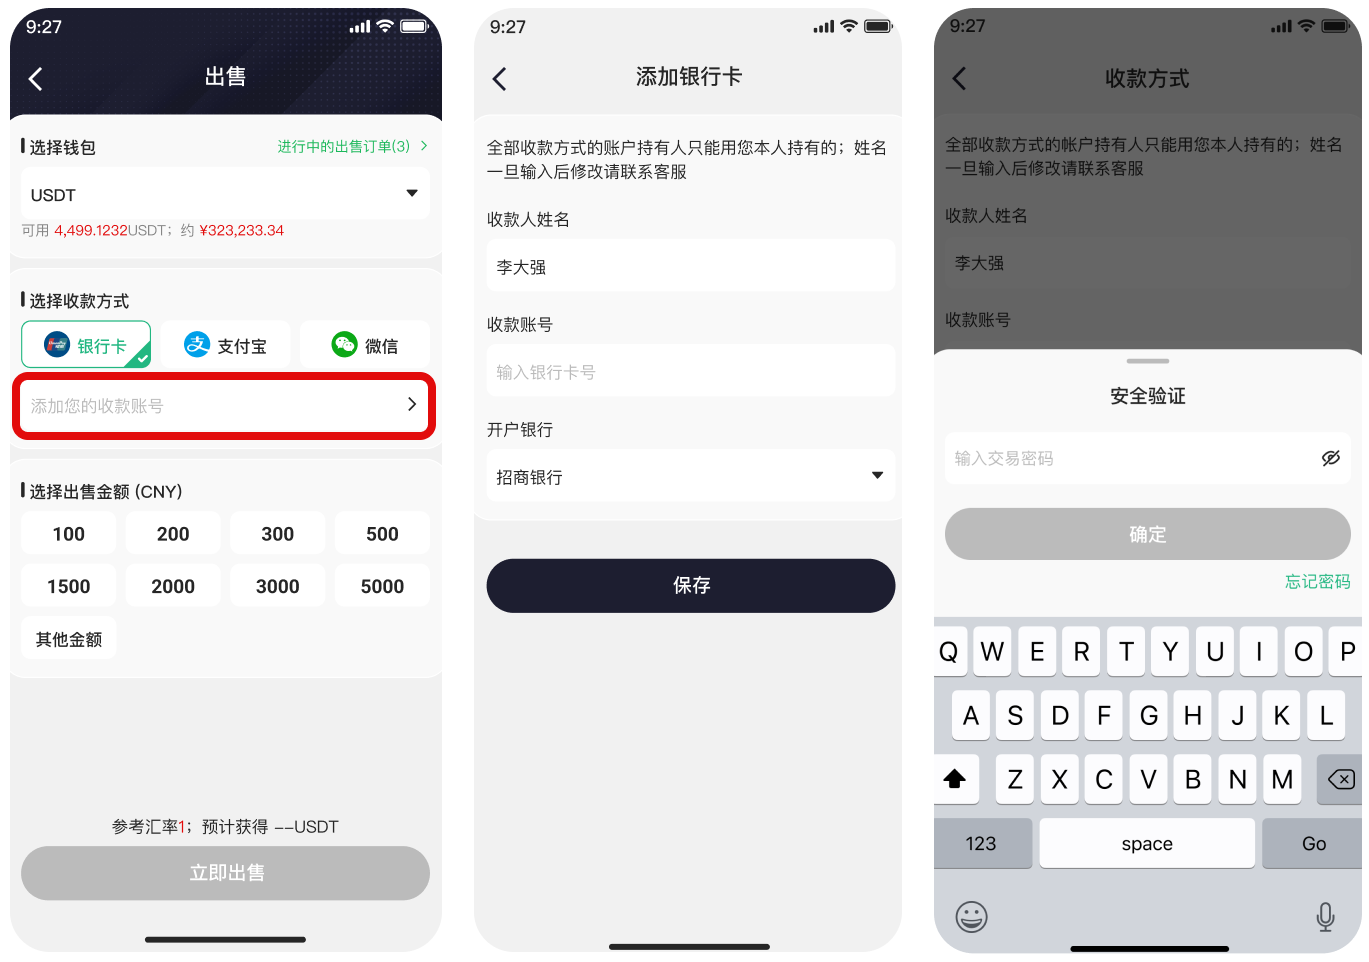 9:27
出售
选择钱包
进行中的出售订单(3)
USDT
可用 4,499.1232USDT；约 ¥323,233.34
选择收款方式
银行卡
支付宝
微信
添加您的收款账号
选择出售金额 (CNY)
100
200
300
500
1500
2000
3000
5000
其他金额
参考汇率1；预计获得 --USDT
立即出售
9:27
添加银行卡
全部收款方式的账户持有人只能用您本人持有的；姓名
一旦输入后修改请联系客服
收款人姓名
李大强
收款账号
输入银行卡号
开户银行
招商银行
保存
9:27
收款方式
全部收款方式的帐户持有人只能用您本人持有的；姓名
一旦输入后修改请联系客服
收款人姓名
李大强
收款账号
安全验证
输入交易密码
确定
忘记密码
Q W E R T Y U I O P
A S D F G H J K L
Z X C V B N M
123 space Go